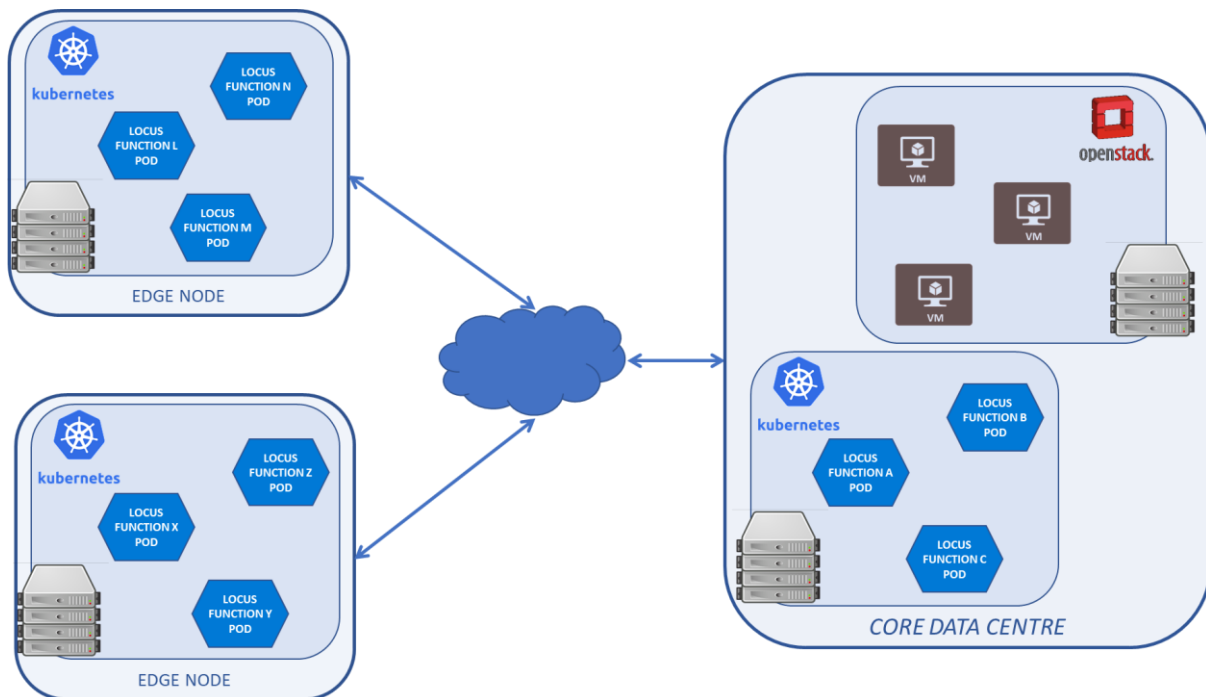 kubernetes
LOCUS
FUNCTION N
POD
LOCUS
FUNCTION L
POD
LOCUS
FUNCTION M
POD
EDGE NODE
kubernetes
LOCUS
FUNCTION Z
POD
LOCUS
FUNCTION X
POD
LOCUS
FUNCTION Y
POD
EDGE NODE
openstack.
VM
VM
VM
kubernetes
LOCUS
FUNCTION B
POD
LOCUS
FUNCTION A
POD
LOCUS
FUNCTION C
POD
CORE DATA CENTRE